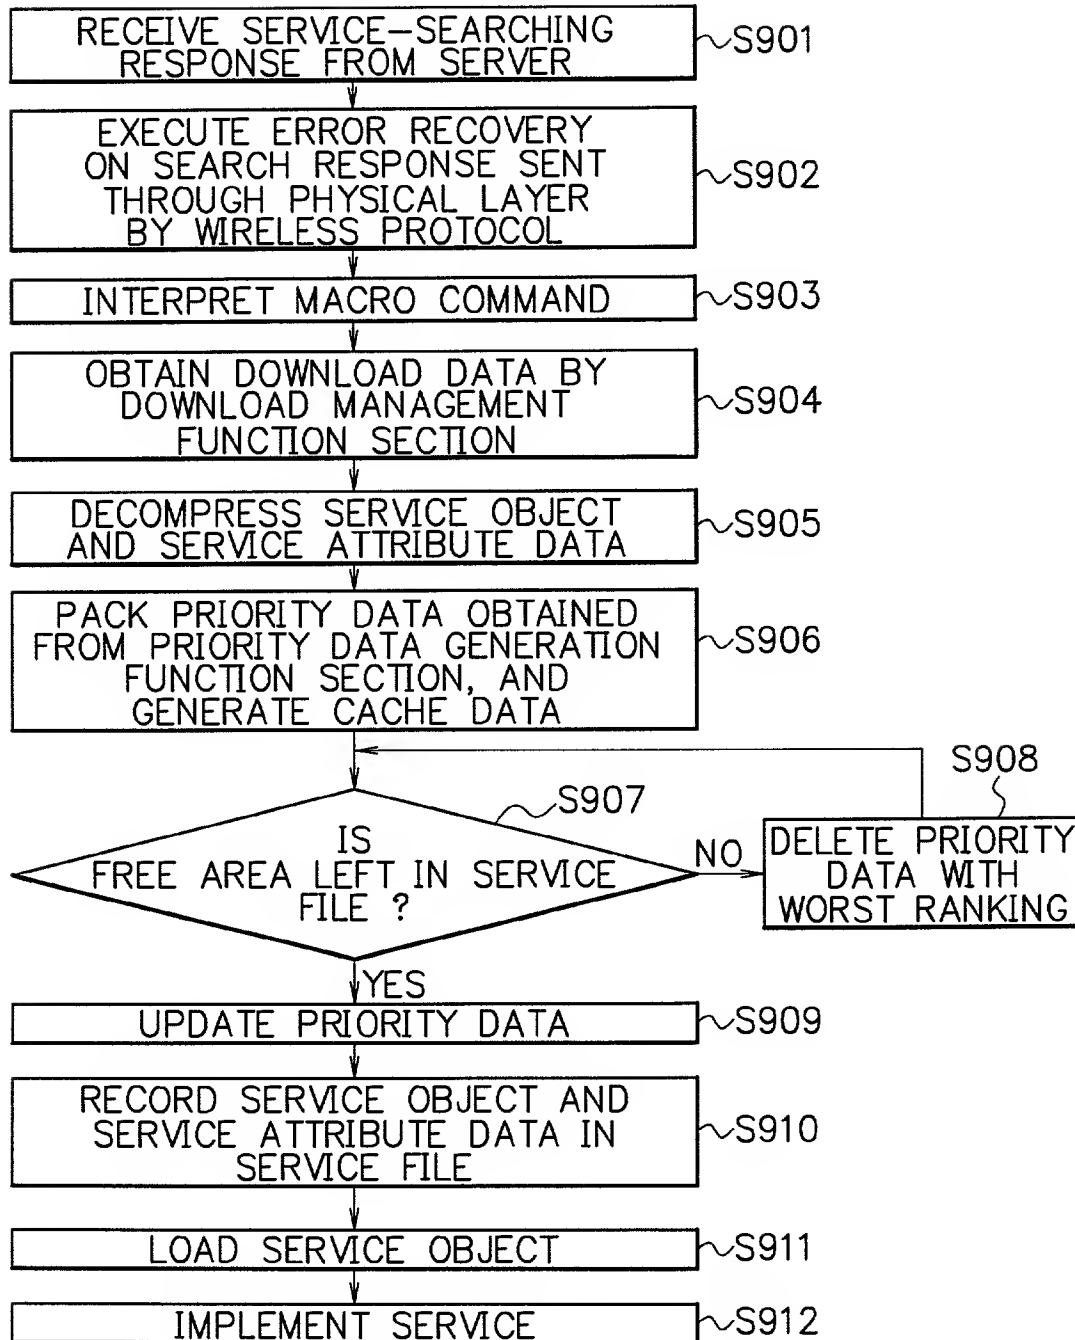 RECEIVE SERVICE-SEARCHING
RESPONSE FROM SERVER
S901
EXECUTE ERROR RECOVERY
ON SEARCH RESPONSE SENT
THROUGH PHYSICAL LAYER
BY WIRELESS PROTOCOL
S902
INTERPRET MACRO COMMAND
S903
OBTAIN DOWNLOAD DATA BY
DOWNLOAD MANAGEMENT
FUNCTION SECTION
S904
DECOMPRESS SERVICE OBJECT
AND SERVICE ATTRIBUTE DATA
S905
PACK PRIORITY DATA OBTAINED
FROM PRIORITY DATA GENERATION
FUNCTION SECTION, AND
GENERATE CACHE DATA
S906
IS
FREE AREA LEFT IN SERVICE
FILE ?
S907
NO
S908
DELETE PRIORITY
DATA WITH
WORST RANKING
YES
UPDATE PRIORITY DATA
S909
RECORD SERVICE OBJECT AND
SERVICE ATTRIBUTE DATA IN
SERVICE FILE
S910
LOAD SERVICE OBJECT
S911
IMPLEMENT SERVICE
S912